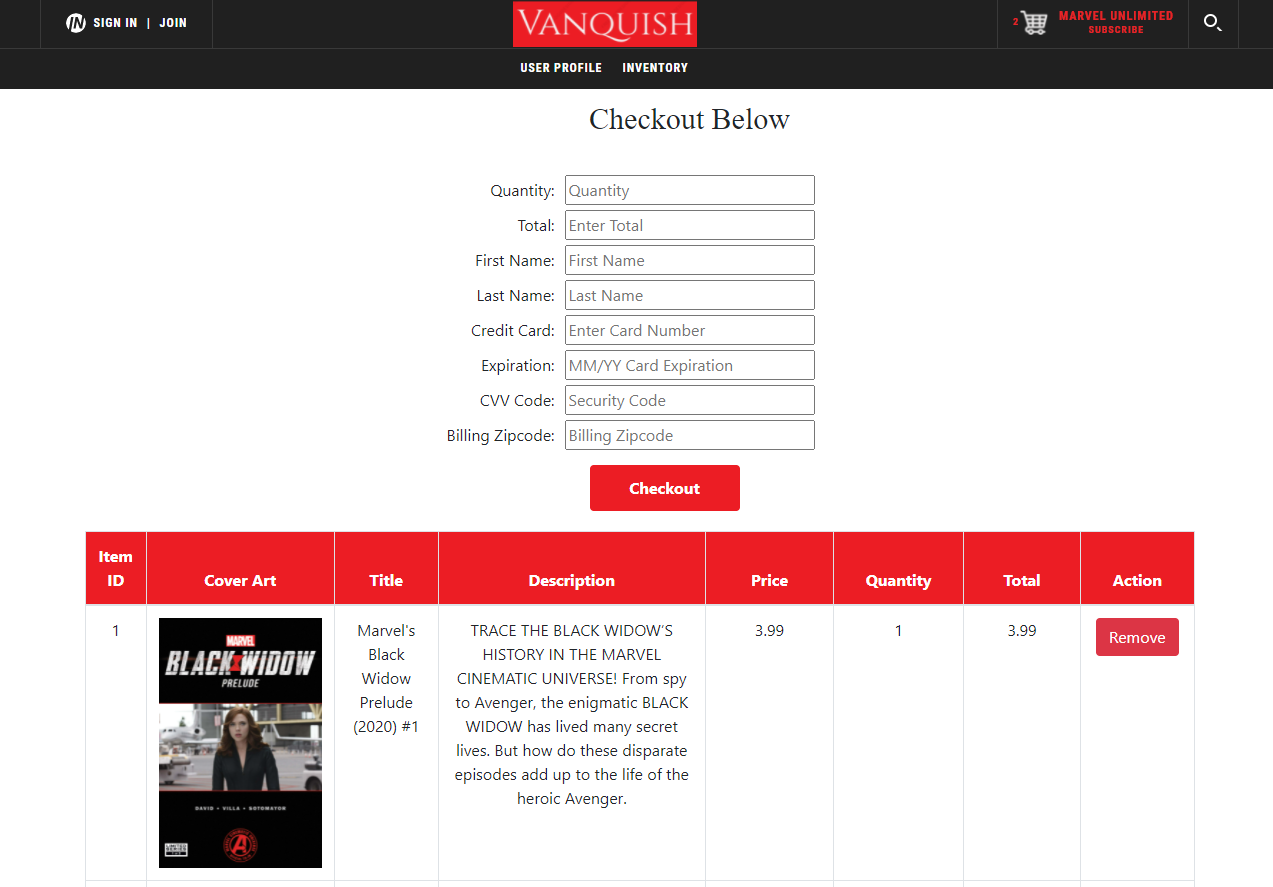 IN SIGN IN | JOIN
VANQUISH
2
MARVEL UNLIMITED
SUBSCRIBE
USER PROFILE INVENTORY
Checkout Below
Quantity: Quantity
Total: Enter Total
First Name: First Name
Last Name: Last Name
Credit Card: Enter Card Number
Expiration: MM/YY Card Expiration
CVV Code: Security Code
Billing Zipcode: Billing Zipcode
Checkout
Item
ID
Cover Art
Title
Description
Price
Quantity
Total
Action
1
MARVEL
BLACK WIDOW
PRELUDE
DAVID • VILLA • SOTOMAYOR
LIMITED
SERIES
Marvel's
Black
Widow
Prelude
(2020) #1
TRACE THE BLACK WIDOW'S
HISTORY IN THE MARVEL
CINEMATIC UNIVERSE! From spy
to Avenger, the enigmatic BLACK
WIDOW has lived many secret
lives. But how do these disparate
episodes add up to the life of the
heroic Avenger.
3.99
1
3.99
Remove